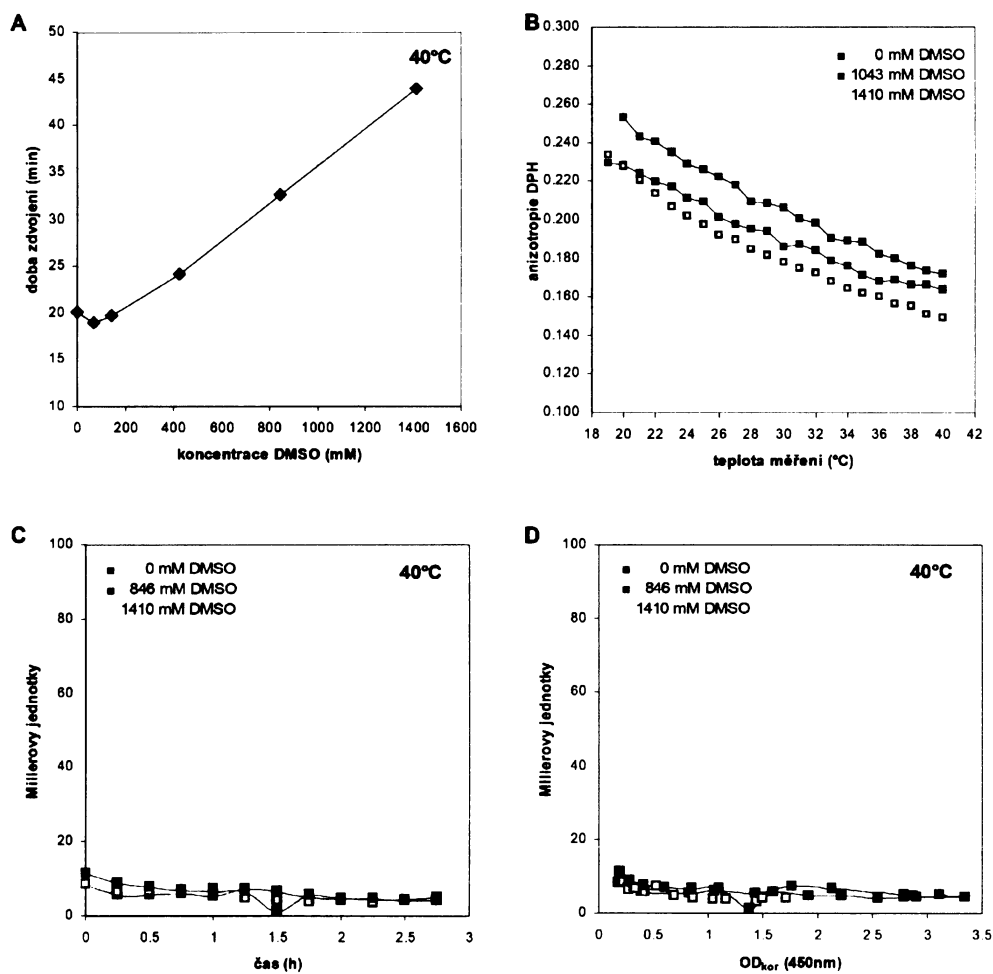 A
40°C
50
45
40
35
30
25
20
15
10
doba zdvojení (min)
0 200 400 600 800 1000 1200 1400 1600
koncentrace DMSO (mM)
B
0 mM DMSO
1043 mM DMSO
1410 mM DMSO
0.300
0.280
0.260
0.240
0.220
0.200
0.180
0.160
0.140
0.120
0.100
anizotropie DPH
18 20 22 24 26 28 30 32 34 36 38 40 42
teplota měření (°C)
C
0 mM DMSO
846 mM DMSO
1410 mM DMSO
40°C
100
80
60
40
20
0
Millerovy jednotky
0 0.5 1 1.5 2 2.5 3
čas (h)
D
0 mM DMSO
846 mM DMSO
1410 mM DMSO
40°C
100
80
60
40
20
0
Millerovy jednotky
0 0.5 1 1.5 2 2.5 3 3.5
ODkor (450nm)